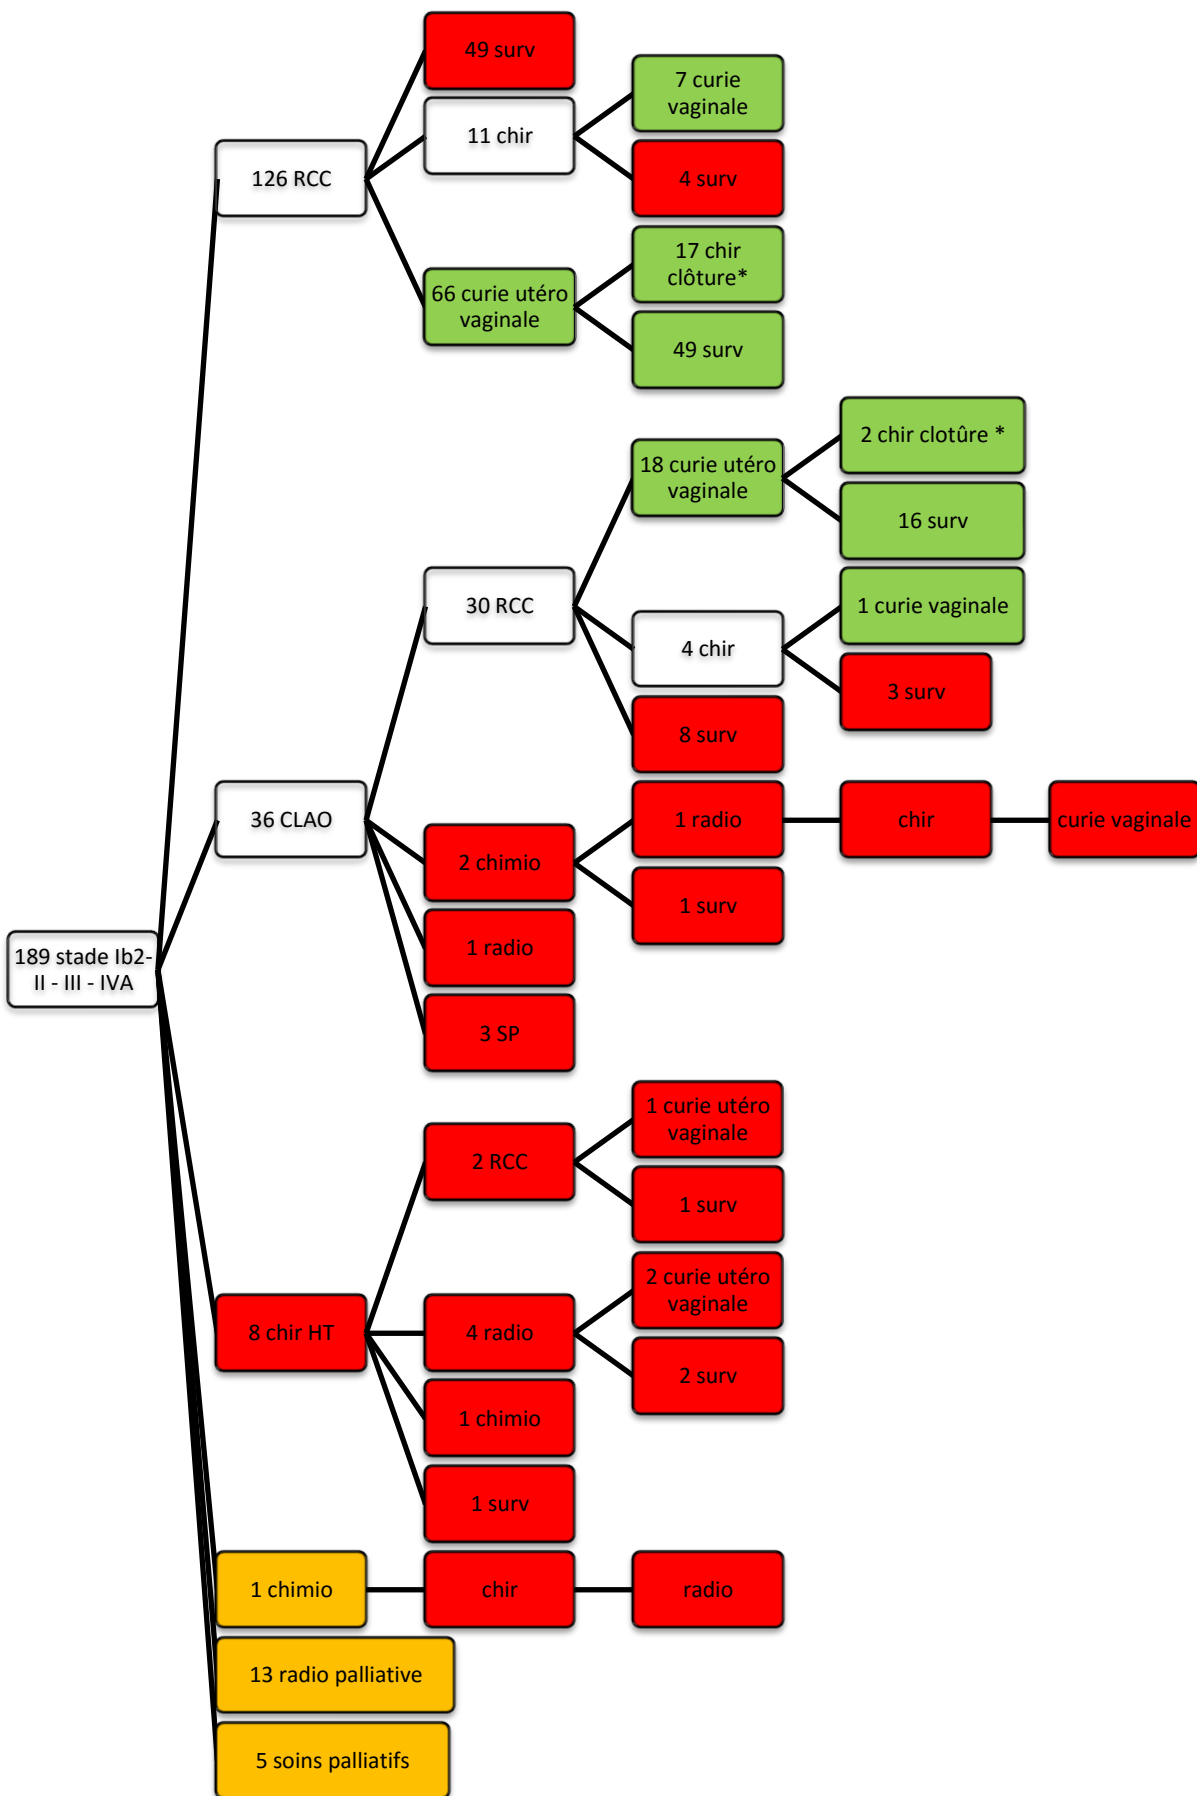 49 surv
7 curie
vaginale
11 chir
4 surv
126 RCC
17 chir
clôture*
66 curie utéro
vaginale
49 surv
2 chir clotûre *
18 curie utéro
vaginale
16 surv
30 RCC
1 curie vaginale
4 chir
3 surv
8 surv
36 CLAO
1 radio
chir
curie vaginale
2 chimio
1 surv
1 radio
189 stade Ib2-
II - III - IVA
3 SP
1 curie utéro
vaginale
2 RCC
1 surv
2 curie utéro
vaginale
8 chir HT
4 radio
2 surv
1 chimio
1 surv
1 chimio
chir
radio
13 radio palliative
5 soins palliatifs